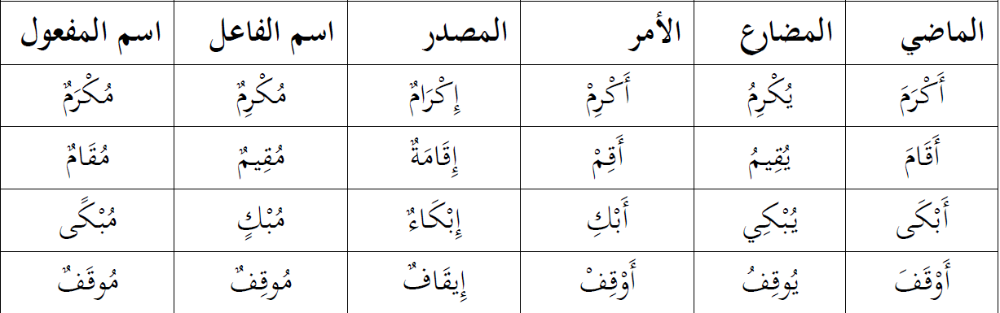 الماضي المضارع الأمر المصدر اسم الفاعل اسم المفعول
أَكْرَمَ يُكْرِمُ أَكْرِمْ إِكْرَامٌ مُكْرِمٌ مُكْرَمٌ
أَقَامَ يُقِيمُ أَقِمْ إِقَامَةٌ مُقِيمٌ مُقَامٌ
أَبْكَى يُبْكِي أَبْكِ إِبْكَاءٌ مُبْكٍ مُبْكًى
أَوْقَفَ يُوقِفُ أَوْقِفْ إِيقَافٌ مُوقِفٌ مُوقَفٌ